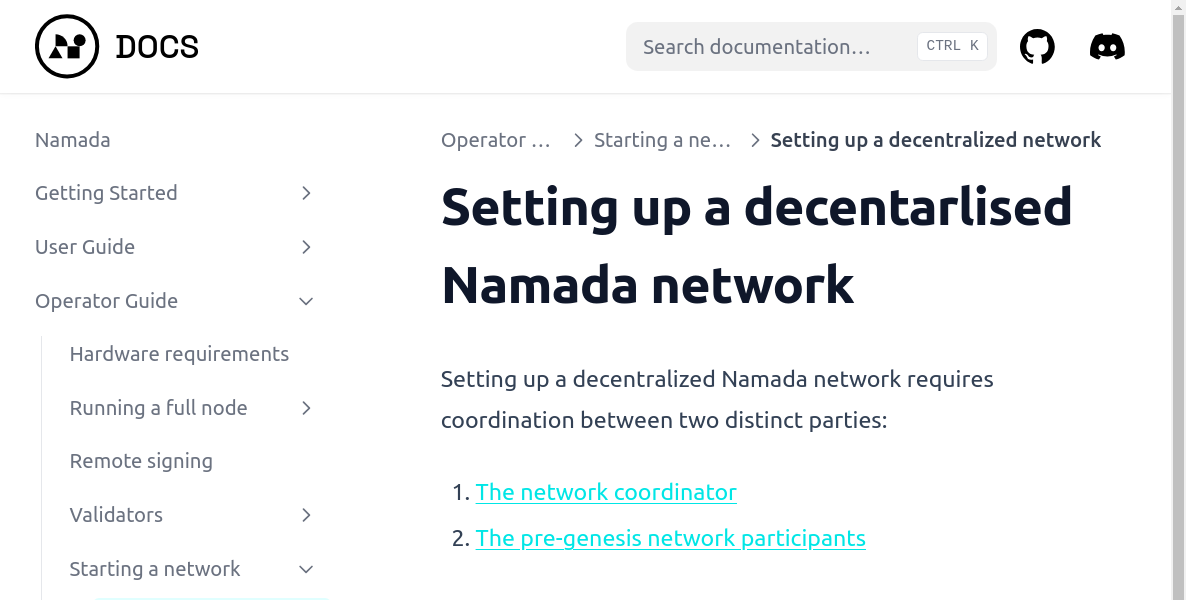 DOCS
Search documentation…
CTRL K
Namada
Getting Started
User Guide
Operator Guide
Hardware requirements
Running a full node
Remote signing
Validators
Starting a network
Operator …
Starting a ne…
Setting up a decentralized network
Setting up a decentarlised
Namada network
Setting up a decentralized Namada network requires
coordination between two distinct parties:
1. The network coordinator
2. The pre-genesis network participants